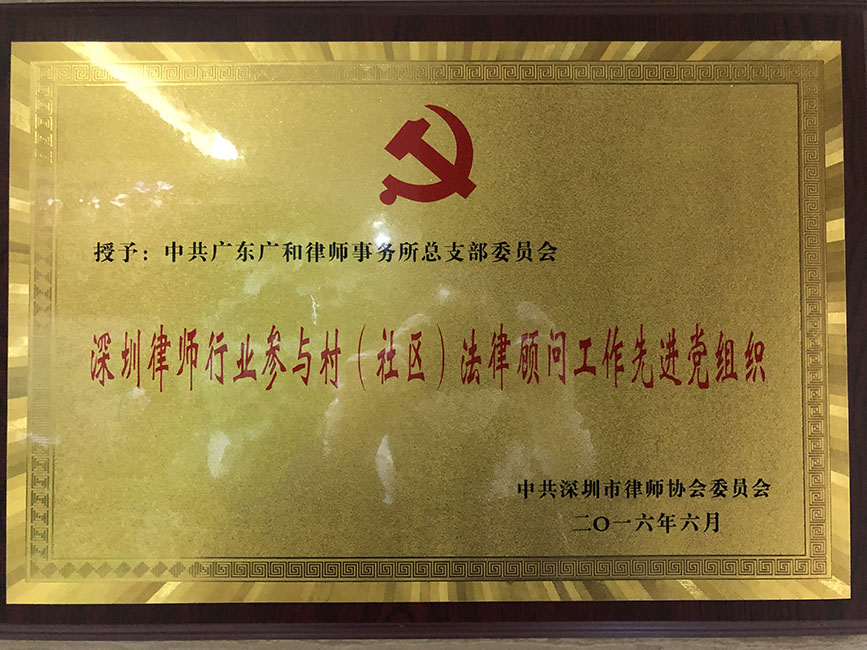 授予：中共广东广和律师事务所总支部委员会
深圳律师行业参与村（社区）法律顾问工作先进党组织
中共深圳市律师协会委员会
二〇一六年六月